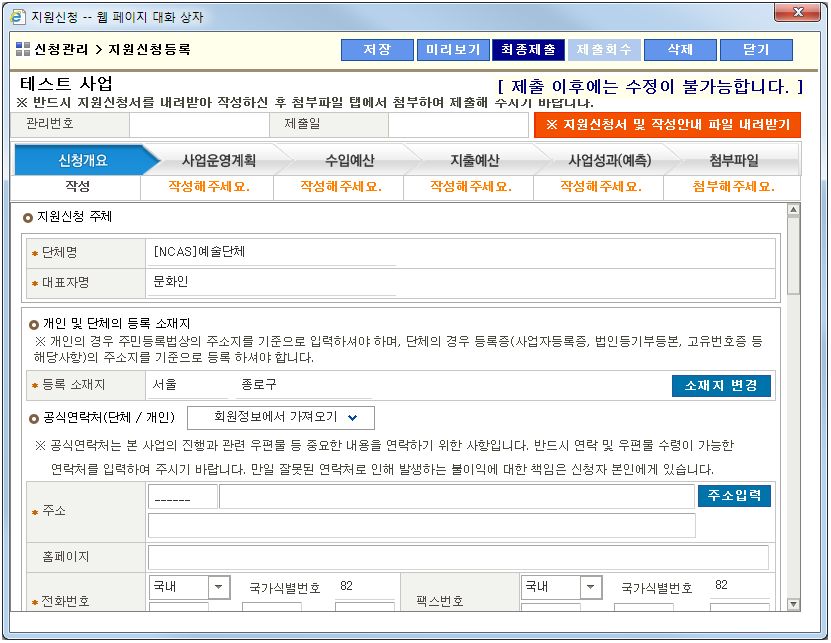 지원신청 -- 웹 페이지 대화 상자
신청관리 > 지원신청등록
저장 미리보기 최종제출 제출회수 삭제 닫기
테스트 사업
[ 제출 이후에는 수정이 불가능합니다. ]
※ 반드시 지원신청서를 내려받아 작성하신 후 첨부파일 탭에서 첨부하여 제출해 주시기 바랍니다.
관리번호 제출일 ※ 지원신청서 및 작성안내 파일 내려받기
신청개요 사업운영계획 수입예산 지출예산 사업성과(예측) 첨부파일
작성 작성해주세요. 작성해주세요. 작성해주세요. 작성해주세요. 첨부해주세요.
지원신청 주체
* 단체명 [NCAS]예술단체
* 대표자명 문화인
개인 및 단체의 등록 소재지
※ 개인의 경우 주민등록법상의 주소지를 기준으로 입력하셔야 하며, 단체의 경우 등록증(사업자등록증, 법인등기부등본, 고유번호증 등
해당사항)의 주소지를 기준으로 등록 하셔야 합니다.
* 등록 소재지 서울 종로구 소재지 변경
공식연락처(단체 / 개인) 회원정보에서 가져오기
※ 공식연락처는 본 사업의 진행과 관련 우편물 등 중요한 내용을 연락하기 위한 사항입니다. 반드시 연락 및 우편물 수령이 가능한
연락처를 입력하여 주시기 바랍니다. 만일 잘못된 연락처로 인해 발생하는 불이익에 대한 책임은 신청자 본인에게 있습니다.
* 주소 ______ 주소입력
홈페이지
* 전화번호 국내 국가식별번호 82 팩스번호 국내 국가식별번호 82